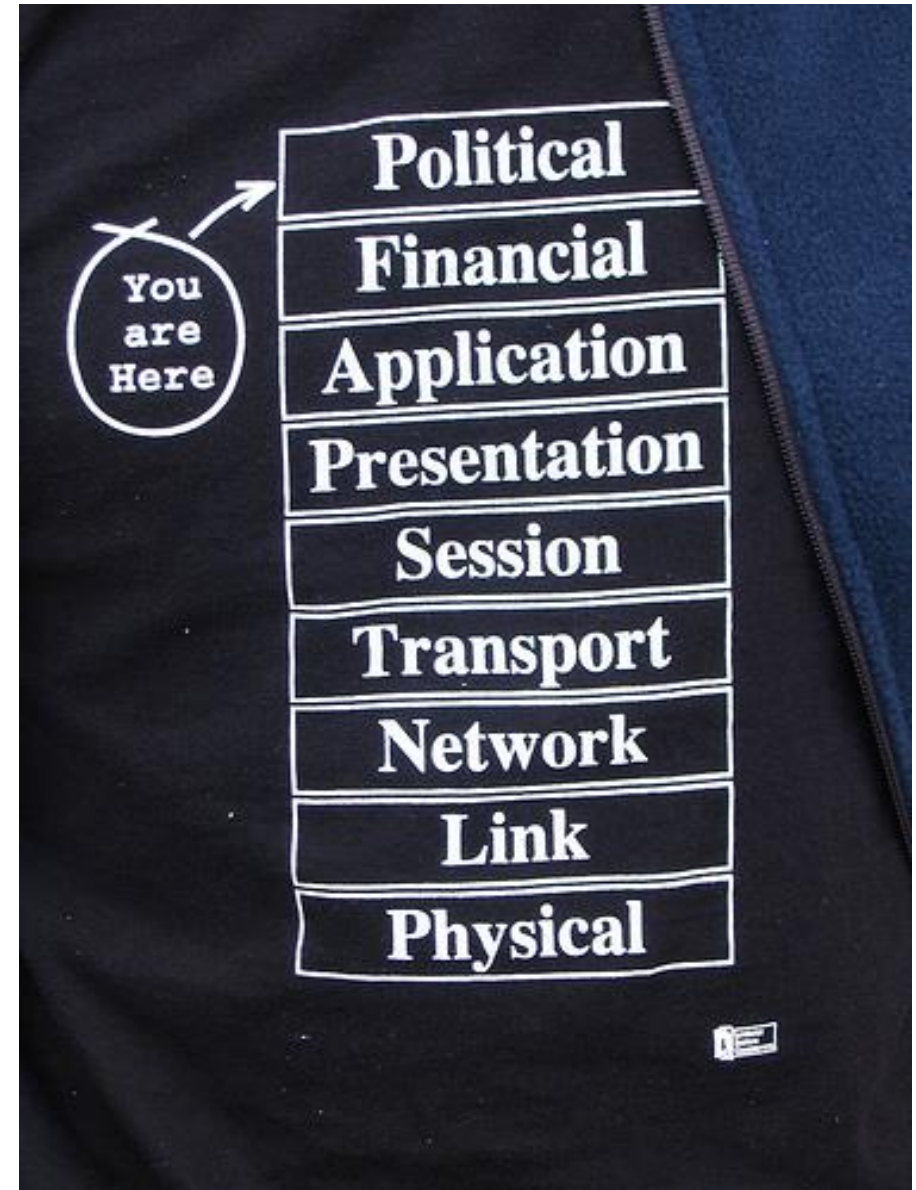 Political
Financial
You
are
Here
Application
Presentation
Session
Transport
Network
Link
Physical